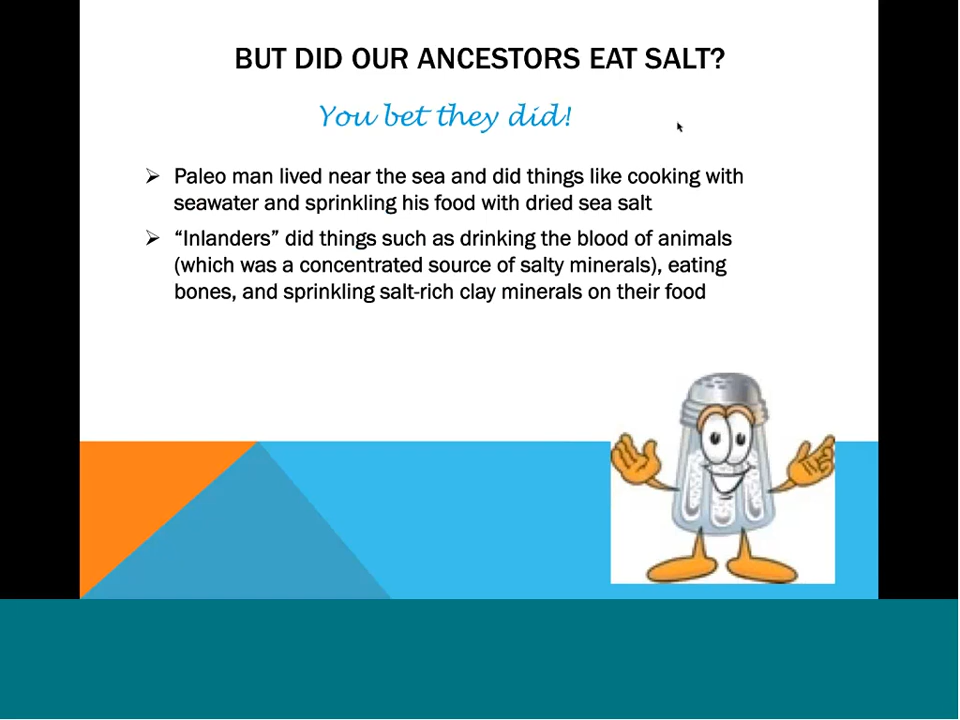 BUT DID OUR ANCESTORS EAT SALT?
You bet they did!
Paleo man lived near the sea and did things like cooking with
seawater and sprinkling his food with dried sea salt
“Inlanders” did things such as drinking the blood of animals
(which was a concentrated source of salty minerals), eating
bones, and sprinkling salt-rich clay minerals on their food